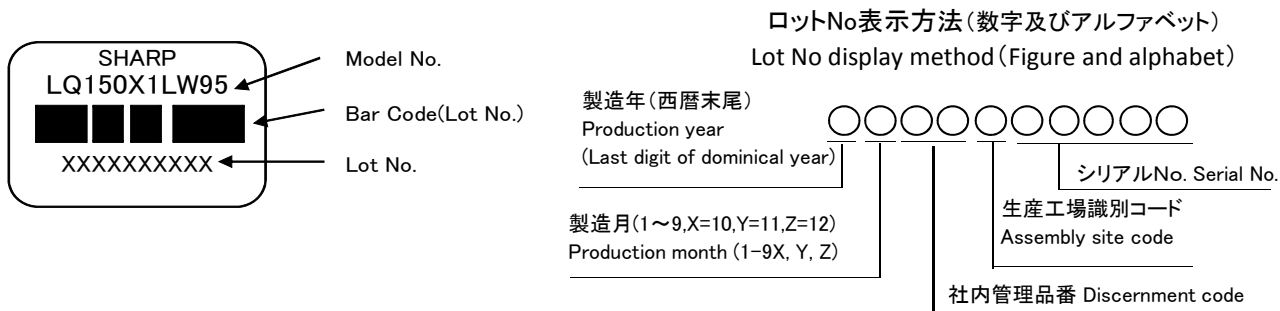 SHARP
LQ150X1LW95
XXXXXXXXXX
Model No.
Bar Code(Lot No.)
Lot No.
ロットNo表示方法(数字及びアルファベット)
Lot No display method(Figure and alphabet)
製造年(西暦末尾)
Production year
(Last digit of dominical year)
シリアルNo. Serial No.
製造月(1～9,X=10,Y=11,Z=12)
Production month (1-9X, Y, Z)
生産工場識別コード
Assembly site code
社内管理品番 Discernment code